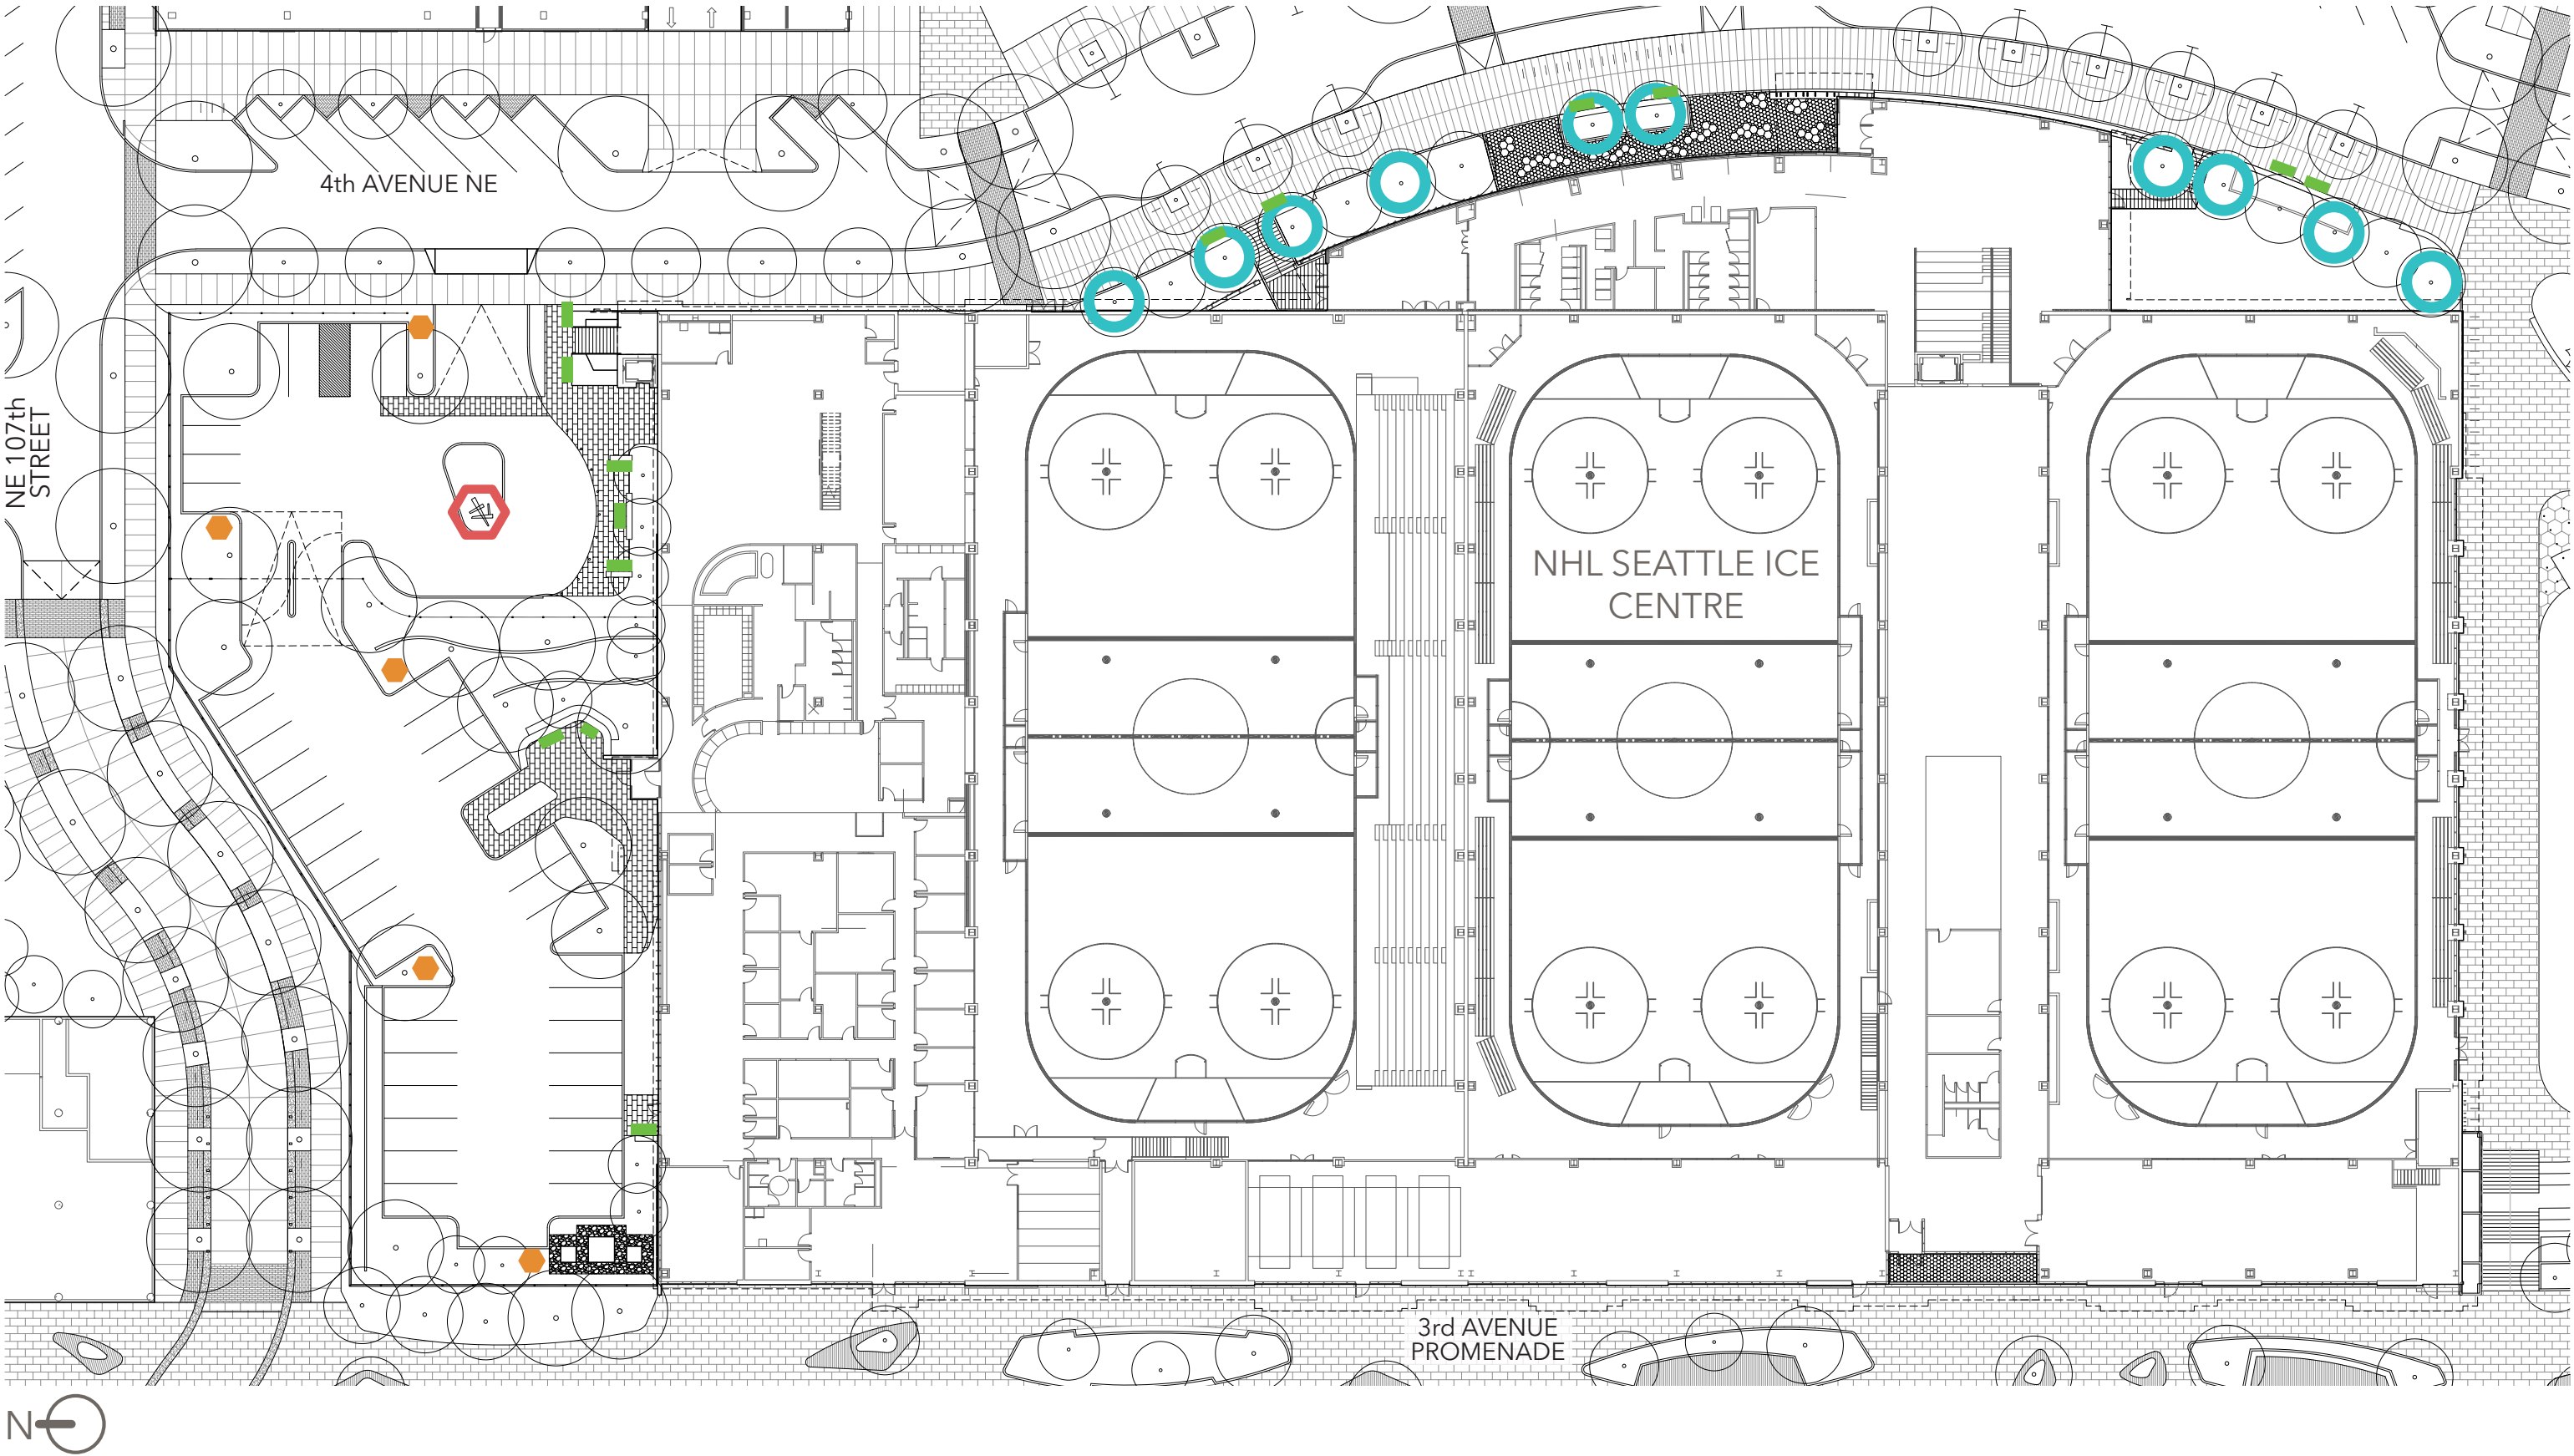 4th AVENUE NE
NE 107th
STREET
NHL SEATTLE ICE
CENTRE
3rd AVENUE
PROMENADE
N